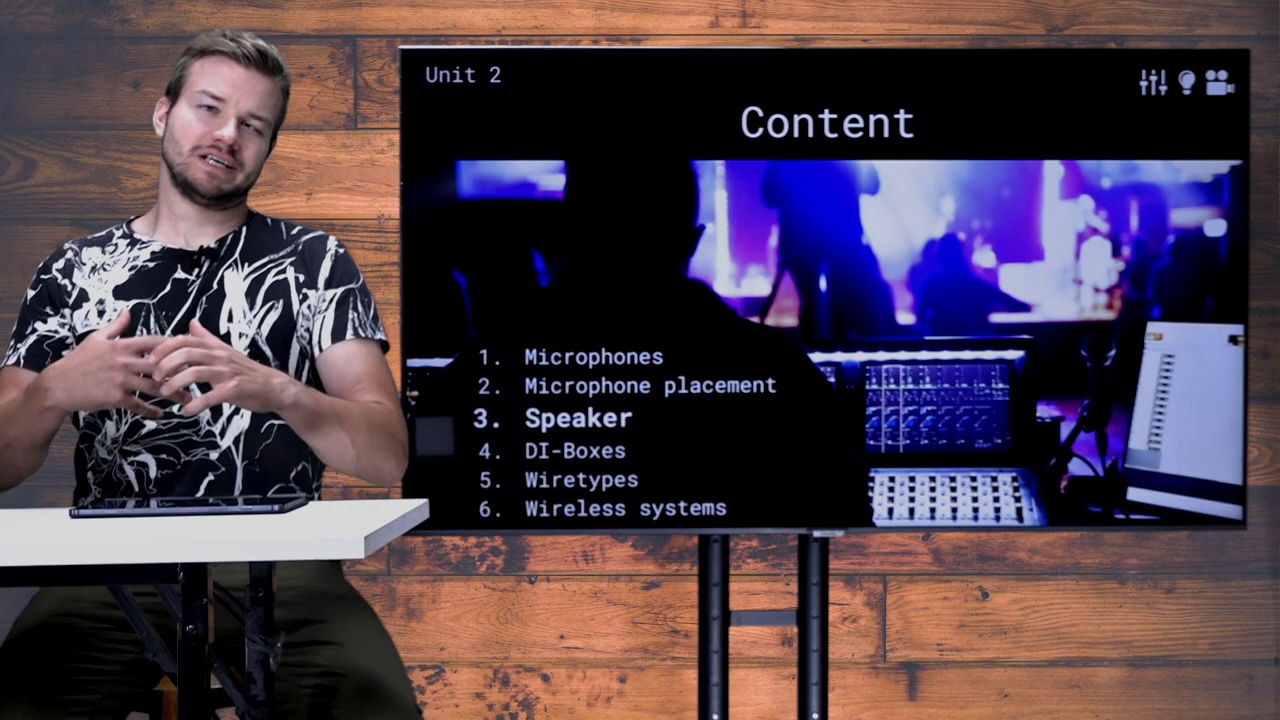 Unit 2
Content
1. Microphones
2. Microphone placement
3. Speaker
4. DI-Boxes
5. Wiretypes
6. Wireless systems